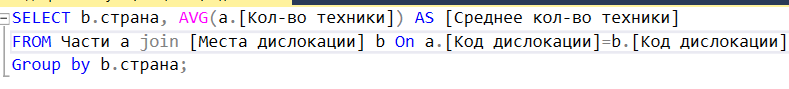 SELECT b.страна, AVG(a.[Кол-во техники]) AS [Среднее кол-во техники]
FROM Части a join [Места дислокации] b On a.[Код дислокации]=b.[Код дислокации]
Group by b.страна;